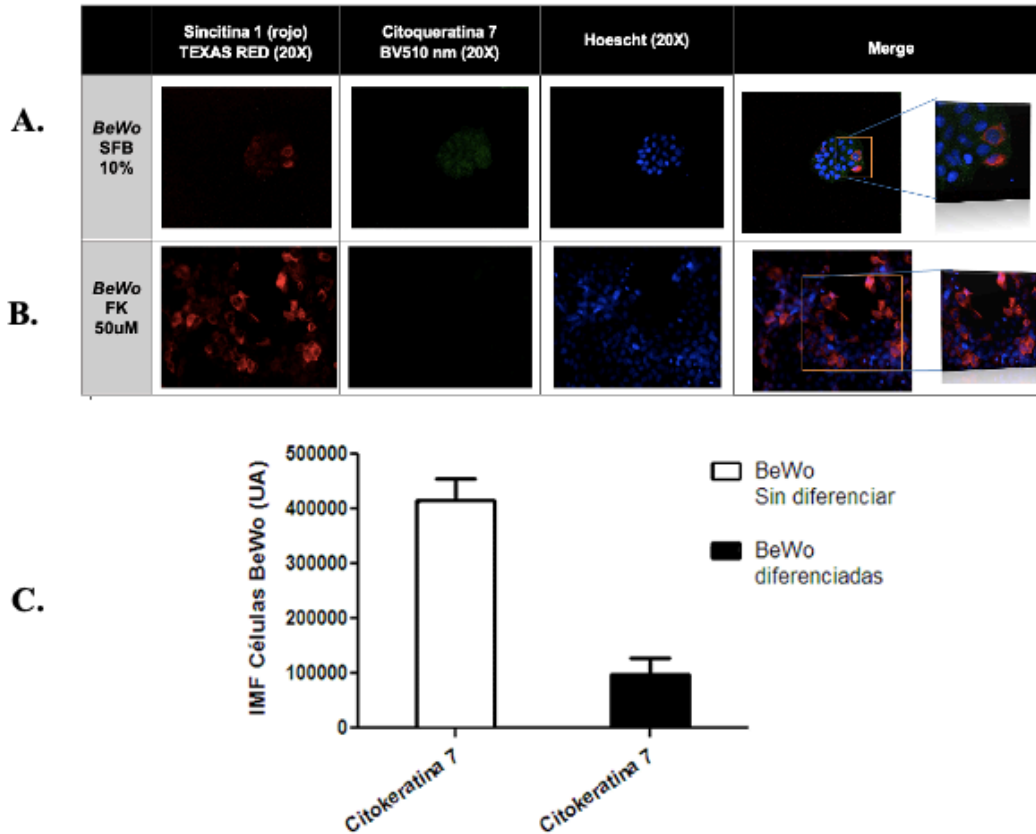 Sincitina 1 (rojo)
TEXAS RED (20X)
Citoqueratina 7
BV510 nm (20X)
Hoescht (20X)
Merge
A.
BeWo
SFB
10%
B.
BeWo
FK
50uM
C.
IMF Células BeWo (UA)
500000
400000
300000
200000
100000
0
Citokeratina 7
Citokeratina 7
BeWo
Sin diferenciar
BeWo
diferenciadas